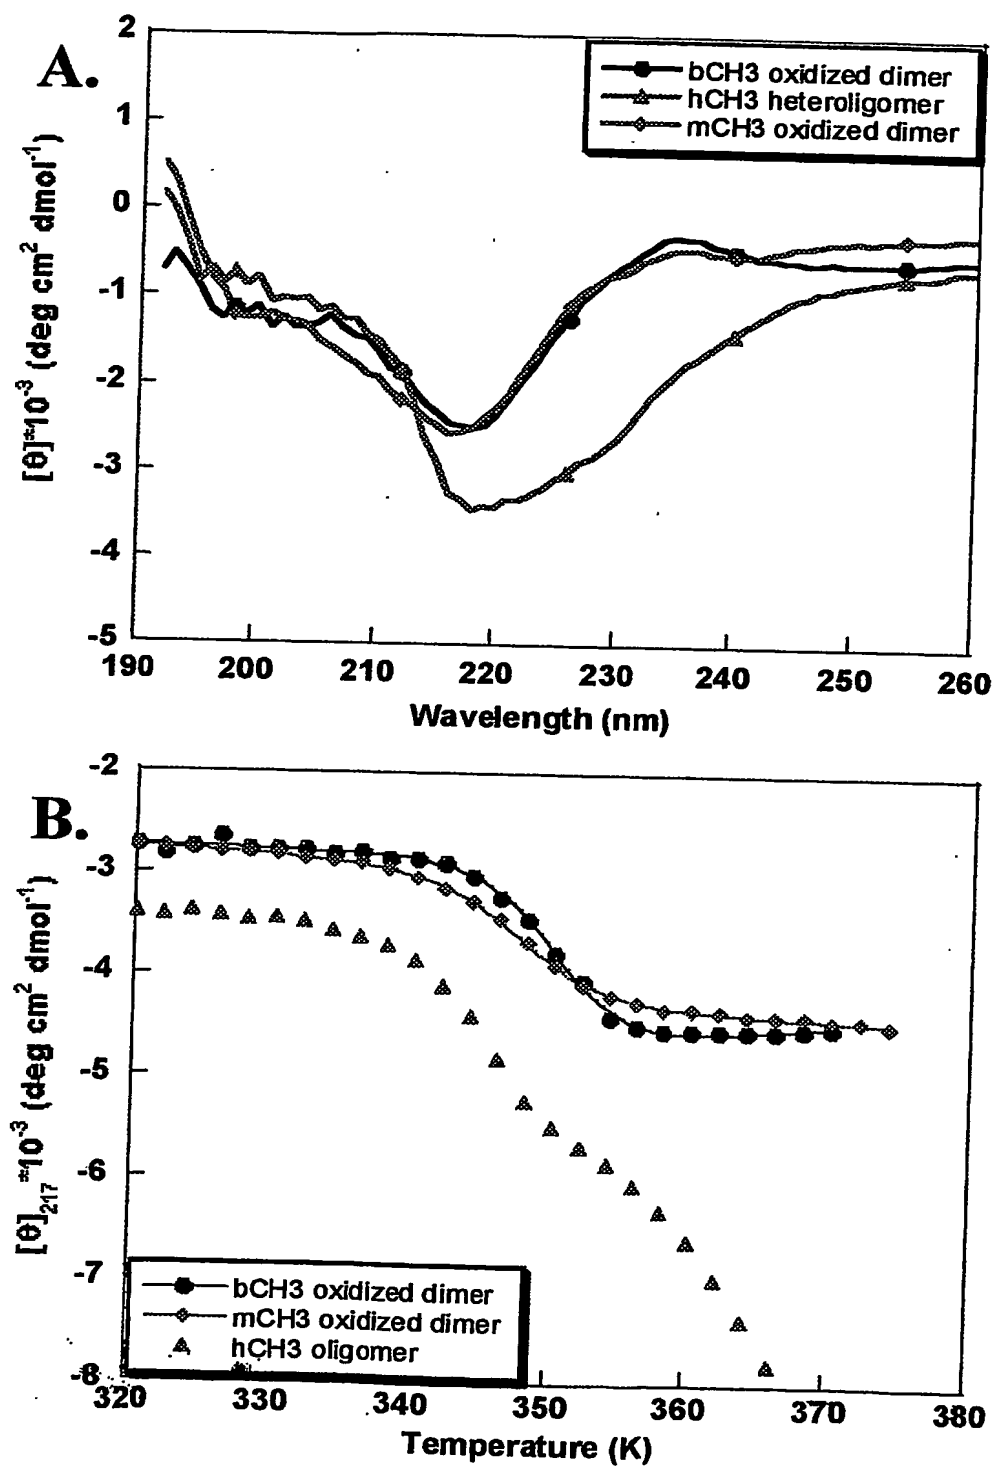 A.
2
1
0
-1
-2
-3
-4
-5
[θ]*10-3 (deg cm2 dmol-1)
bCH3 oxidized dimer
hCH3 heteroligomer
mCH3 oxidized dimer
190 200 210 220 230 240 250 260
Wavelength (nm)
B.
-2
-3
-4
-5
-6
-7
-8
[θ]217*10-3 (deg cm2 dmol-1)
bCH3 oxidized dimer
mCH3 oxidized dimer
hCH3 oligomer
320 330 340 350 360 370 380
Temperature (K)